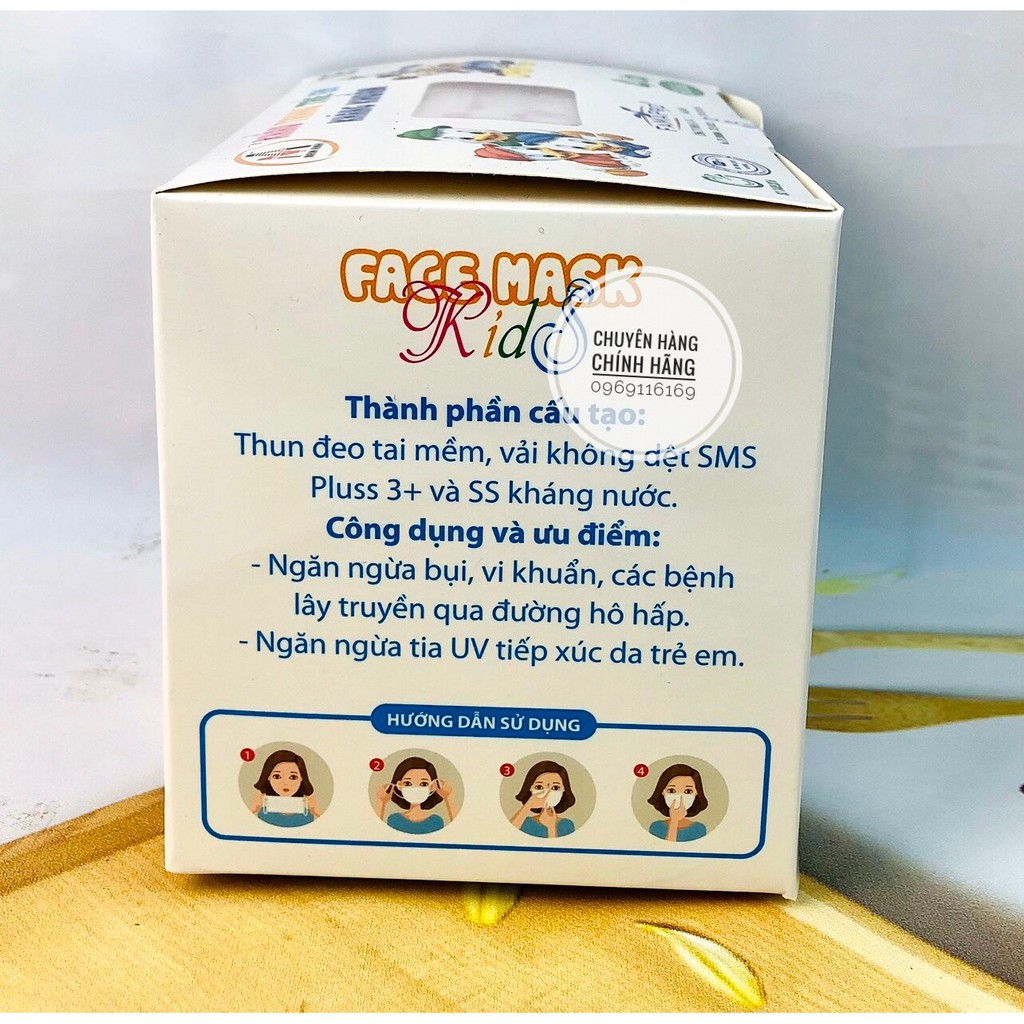 FACE MASK
KidS
CHUYÊN HÀNG
CHÍNH HÃNG
0969116169
Thành phần cấu tạo:
Thun đeo tai mềm, vải không dệt SMS
Pluss 3+ và SS kháng nước.
Công dụng và ưu điểm:
- Ngăn ngừa bụi, vi khuẩn, các bệnh
lây truyền qua đường hô hấp.
- Ngăn ngừa tia UV tiếp xúc da trẻ em.
HƯỚNG DẪN SỬ DỤNG
1 2 3 4